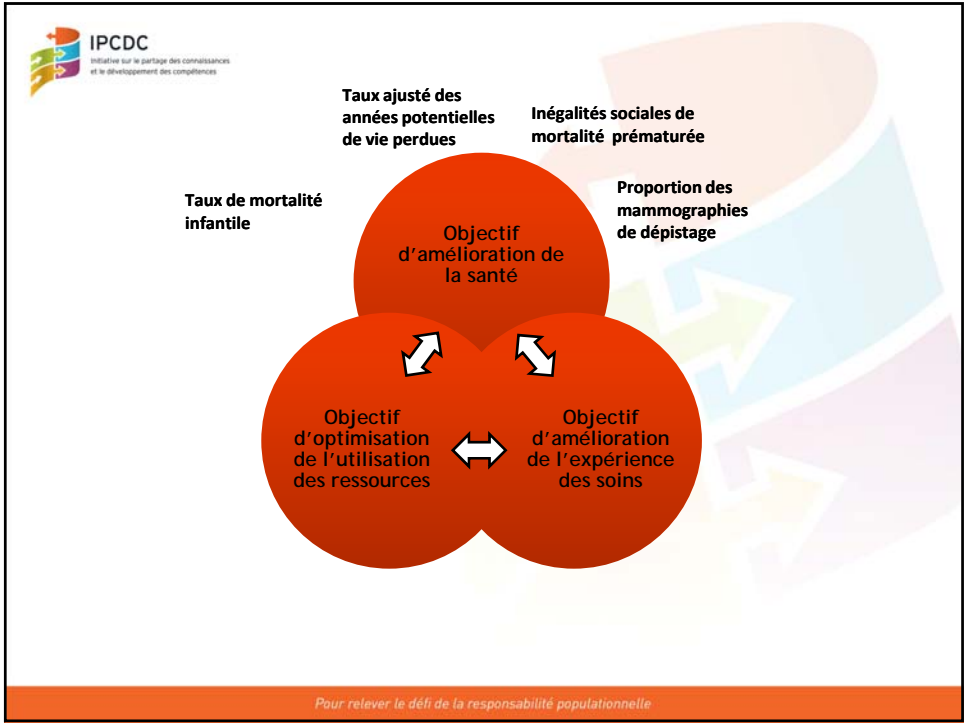 IPCDC
Initiative sur le partage des connaissances
et le développement des compétences
Taux ajusté des
années potentielles
de vie perdues
Inégalités sociales de
mortalité prématurée
Taux de mortalité
infantile
Proportion des
mammographies
de dépistage
Objectif
d'amélioration de
la santé
Objectif
d'optimisation
de l'utilisation
des ressources
Objectif
d'amélioration
de l'expérience
des soins
Pour relever le défi de la responsabilité populationnelle